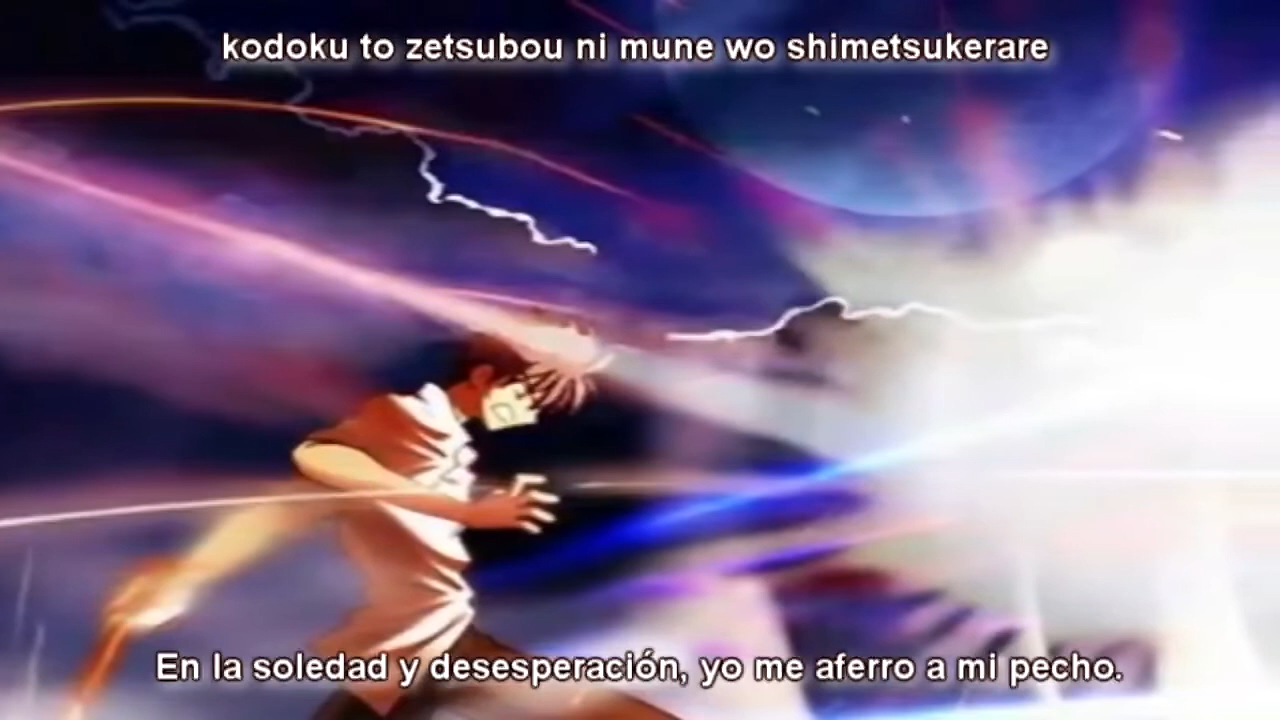 kodoku to zetsubou ni mune wo shimetsukerare
En la soledad y desesperación, yo me aferro a mi pecho.